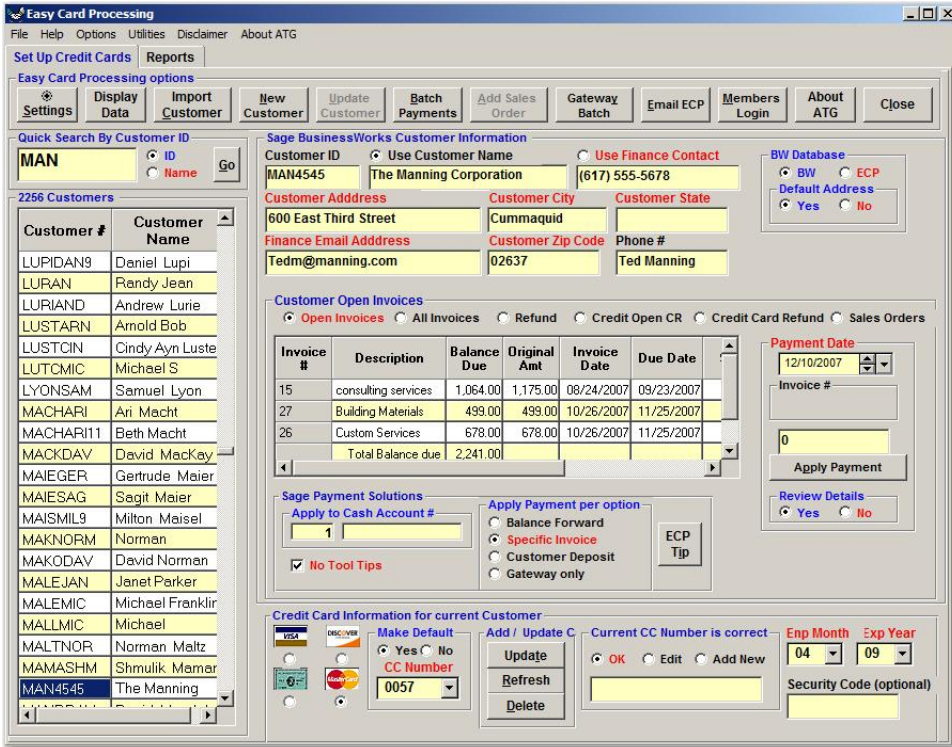 Easy Card Processing
File Help Options Utilities Disclaimer About ATG
Set Up Credit Cards Reports
Easy Card Processing options
Settings
Display Data
Import Customer
New Customer
Update Customer
Batch Payments
Add Sales Order
Gateway Batch
Email ECP
Members Login
About ATG
Close
Quick Search By Customer ID
MAN
ID
Name
Go
2256 Customers
Customer # Customer Name
LUPIDAN9 Daniel Lupi
LURAN Randy Jean
LURIAND Andrew Lurie
LUSTARN Arnold Bob
LUSTCIN Cindy Ayn Luste
LUTCMIC Michael S
LYONSAM Samuel Lyon
MACHARI Ari Macht
MACHARI11 Beth Macht
MACKDAV David MacKay
MAIEGER Gertrude Maier
MAIESAG Sagit Maier
MAISMIL9 Milton Maisel
MAKNORM Norman
MAKODAV David Norman
MALEJAN Janet Parker
MALEMIC Michael Franklin
MALLMIC Michael
MALTNOR Norman Maltz
MAMASHM Shmulik Mamar
MAN4545 The Manning
Sage BusinessWorks Customer Information
Customer ID Use Customer Name Use Finance Contact
MAN4545 The Manning Corporation (617) 555-5678
Customer Adddress Customer City Customer State
600 East Third Street Cummaquid
Finance Email Adddress Customer Zip Code Phone #
Tedm@manning.com 02637 Ted Manning
BW Database
BW ECP
Default Address
Yes No
Customer Open Invoices
Open Invoices All Invoices Refund Credit Open CR Credit Card Refund Sales Orders
Invoice # Description Balance Due Original Amt Invoice Date Due Date
15 consulting services 1,064.00 1,175.00 08/24/2007 09/23/2007
27 Building Materials 499.00 499.00 10/26/2007 11/25/2007
26 Custom Services 678.00 678.00 10/26/2007 11/25/2007
Total Balance due 2,241.00
Payment Date
12/10/2007
Invoice #
0
Apply Payment
Review Details
Yes No
Sage Payment Solutions
Apply to Cash Account #
1
No Tool Tips
Apply Payment per option
Balance Forward
Specific Invoice
Customer Deposit
Gateway only
ECP Tip
Credit Card Information for current Customer
VISA DISCOVER
MasterCard
Make Default
Yes No
CC Number
0057
Add / Update C
Update
Refresh
Delete
Current CC Number is correct
OK Edit Add New
Enp Month Exp Year
04 09
Security Code (optional)